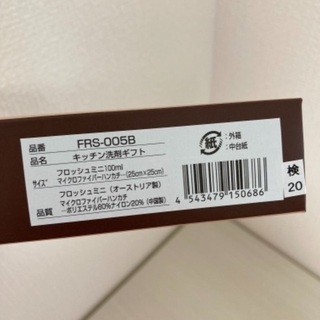 品番 FRS-005B
品名 キッチン洗剤ギフト
サイズ フロッシュミニ100ml
マイクロファイバーハンカチ…(25cm×25cm)
品質 フロッシュミニ(オーストリア製)
マイクロファイバーハンカチ
…ポリエステル80%ナイロン20%(中国製)
紙
:外箱
:中台紙
4 543479 150686
検
20